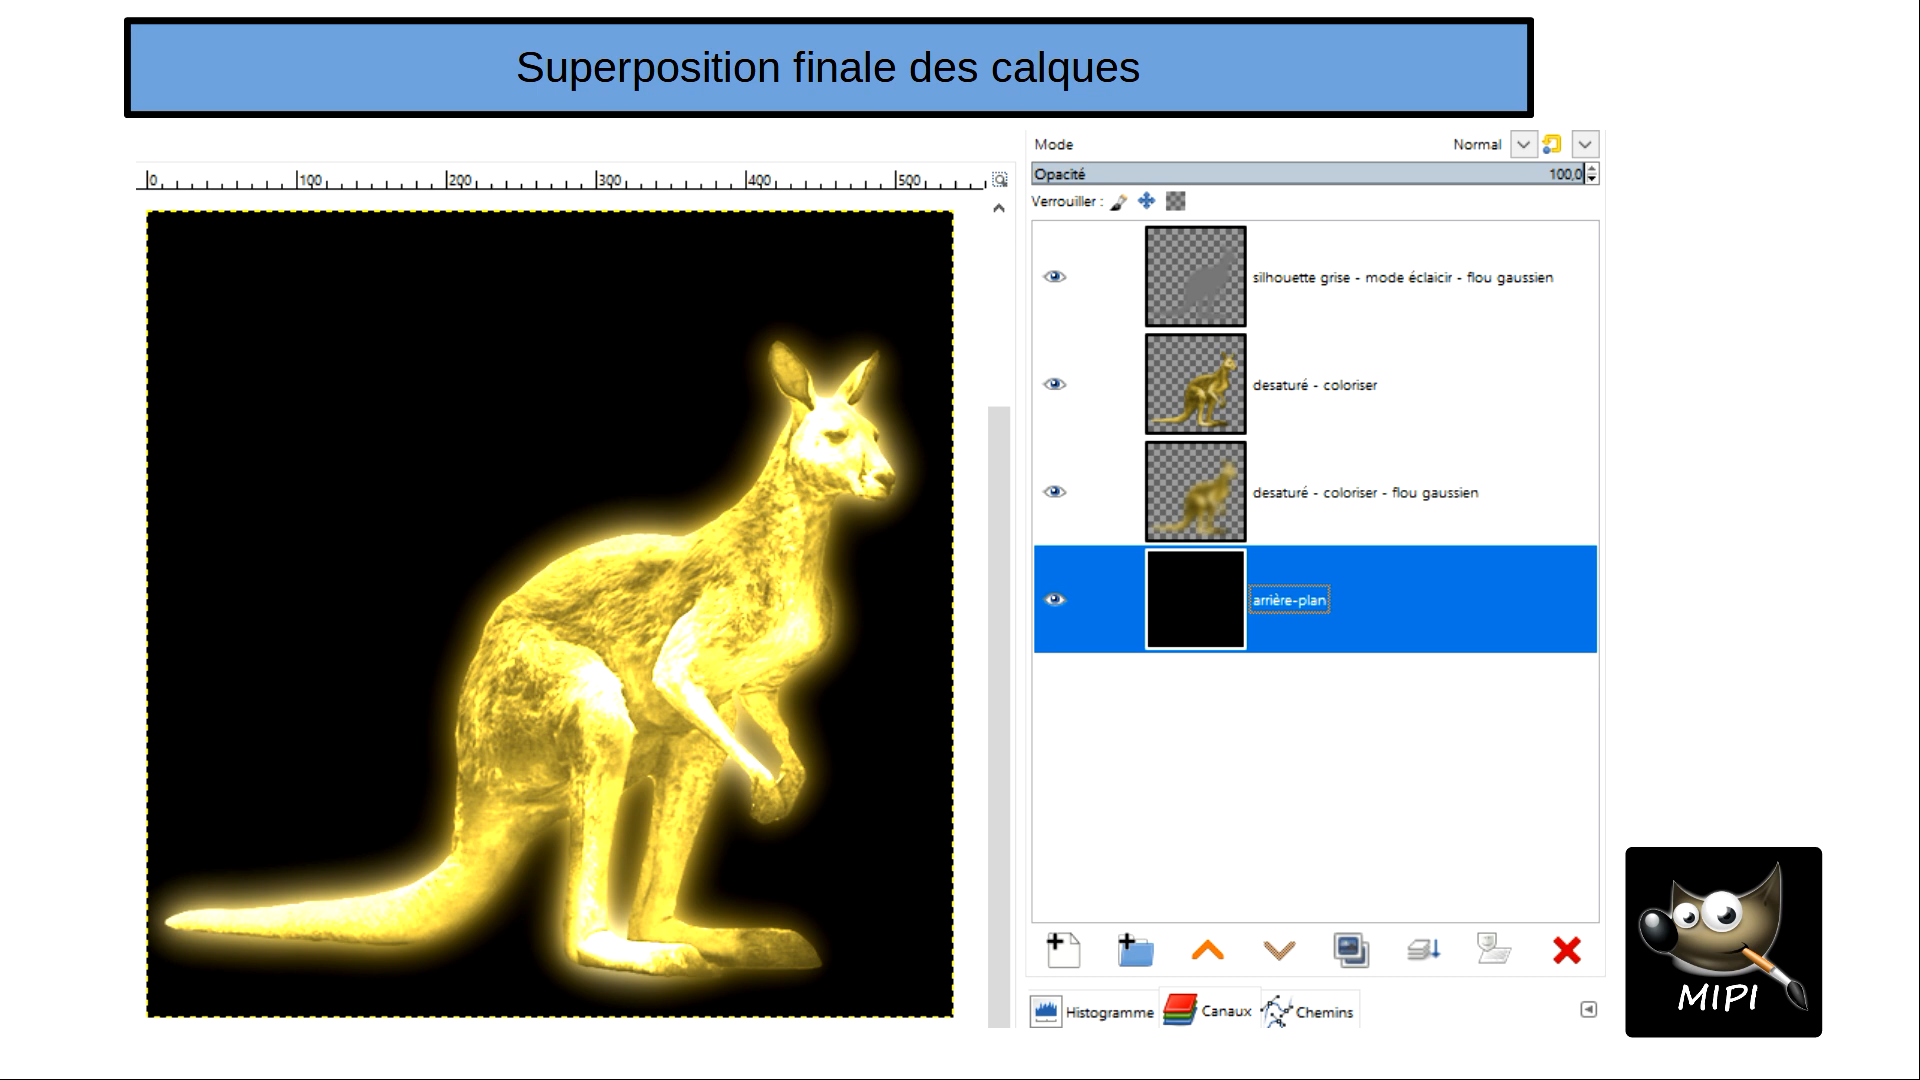 Superposition finale des calques
Mode Normal
Opacité 100,0
Verrouiller :
0 100 200 300 400 500
silhouette grise - mode éclaicir - flou gaussien
desaturé - coloriser
desaturé - coloriser - flou gaussien
arrière-plan
Histogramme Canaux Chemins
MIPI